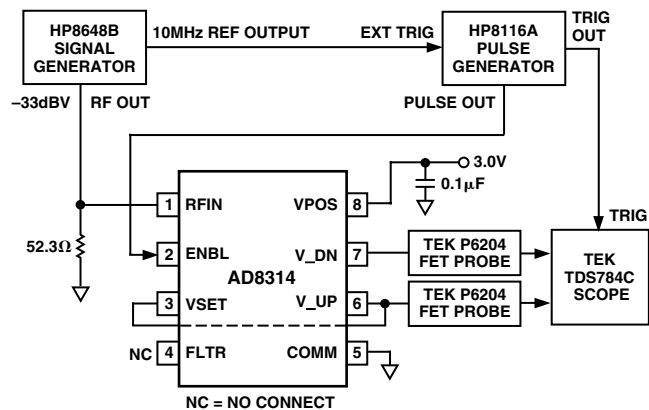 HP8648B
SIGNAL
GENERATOR
10MHz REF OUTPUT
EXT TRIG
HP8116A
PULSE
GENERATOR
TRIG
OUT
–33dBV
RF OUT
PULSE OUT
3.0V
0.1µF
52.3Ω
1 RFIN
VPOS 8
2 ENBL
V_DN 7
AD8314
3 VSET
V_UP 6
NC 4 FLTR
COMM 5
TEK P6204
FET PROBE
TEK P6204
FET PROBE
TRIG
TEK
TDS784C
SCOPE
NC = NO CONNECT